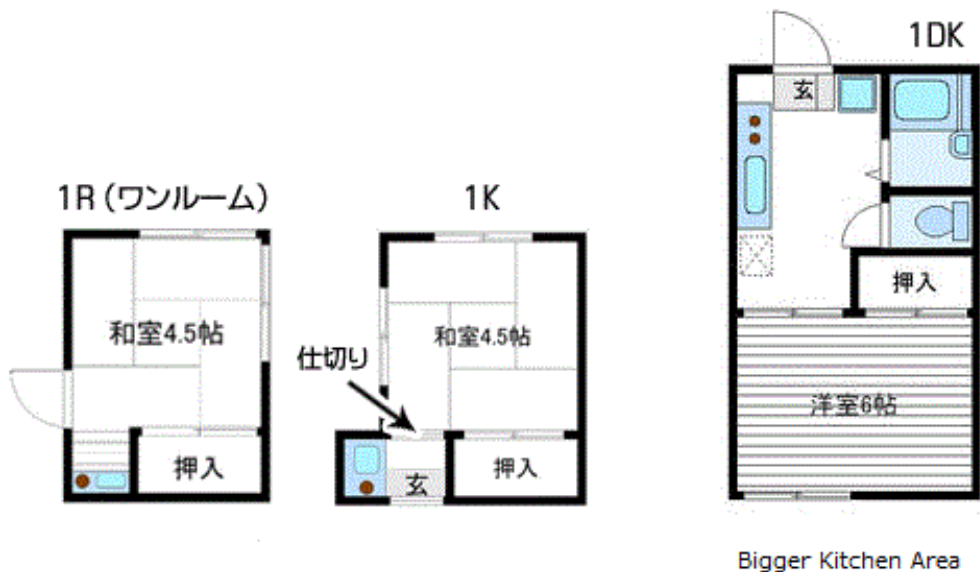 1R（ワンルーム）
和室4.5帖
押入
1K
和室4.5帖
仕切り
玄
押入
1DK
玄
押入
洋室6帖
Bigger Kitchen Area